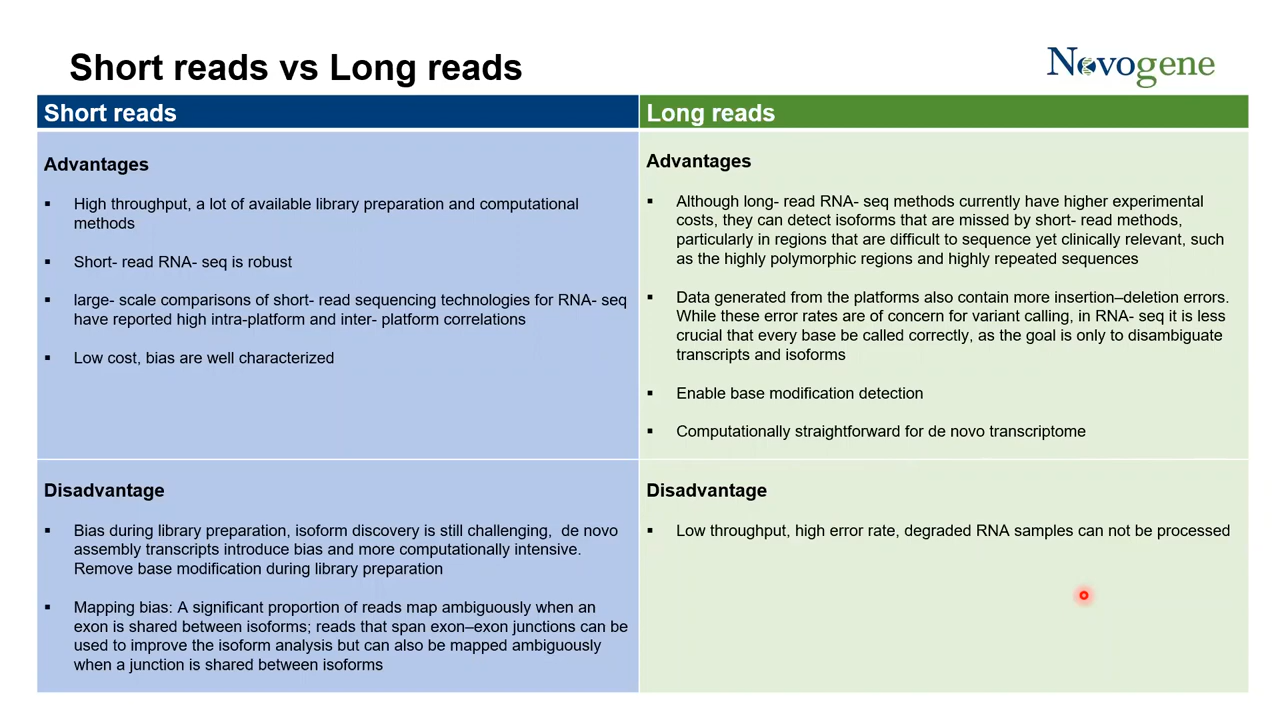 Short reads vs Long reads
Novogene
Short reads
Long reads
Advantages
▪ High throughput, a lot of available library preparation and computational
methods
▪ Short- read RNA- seq is robust
▪ large- scale comparisons of short- read sequencing technologies for RNA- seq
have reported high intra-platform and inter- platform correlations
▪ Low cost, bias are well characterized
Advantages
▪ Although long- read RNA- seq methods currently have higher experimental
costs, they can detect isoforms that are missed by short- read methods,
particularly in regions that are difficult to sequence yet clinically relevant, such
as the highly polymorphic regions and highly repeated sequences
▪ Data generated from the platforms also contain more insertion–deletion errors.
While these error rates are of concern for variant calling, in RNA- seq it is less
crucial that every base be called correctly, as the goal is only to disambiguate
transcripts and isoforms
▪ Enable base modification detection
▪ Computationally straightforward for de novo transcriptome
Disadvantage
▪ Bias during library preparation, isoform discovery is still challenging, de novo
assembly transcripts introduce bias and more computationally intensive.
Remove base modification during library preparation
▪ Mapping bias: A significant proportion of reads map ambiguously when an
exon is shared between isoforms; reads that span exon–exon junctions can be
used to improve the isoform analysis but can also be mapped ambiguously
when a junction is shared between isoforms
Disadvantage
▪ Low throughput, high error rate, degraded RNA samples can not be processed